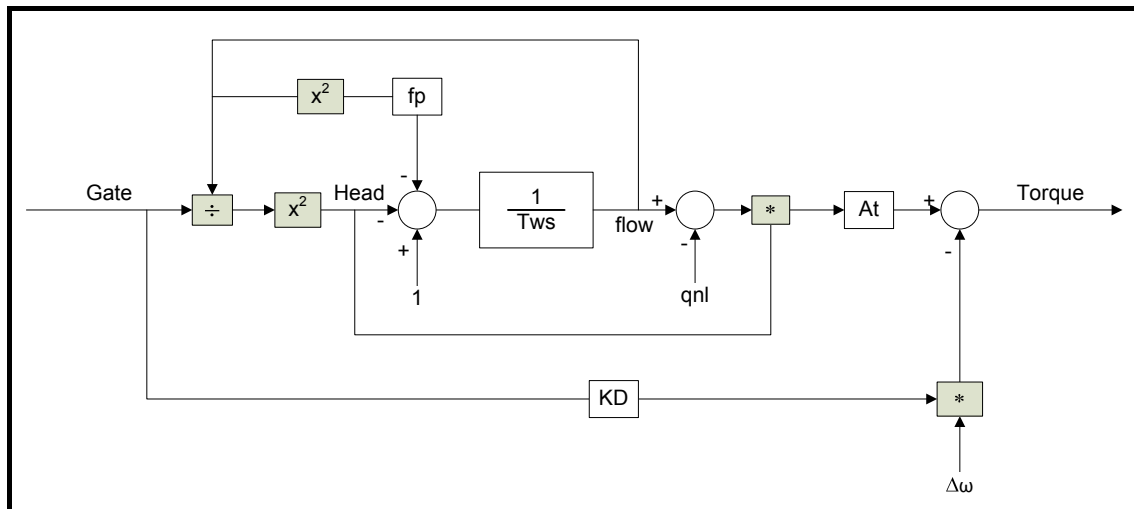 x²
fp
Gate
÷
x²
Head
-
-
+
1
1
Tws
flow
+
-
qnl
*
At
+
-
Torque
KD
*
Δω